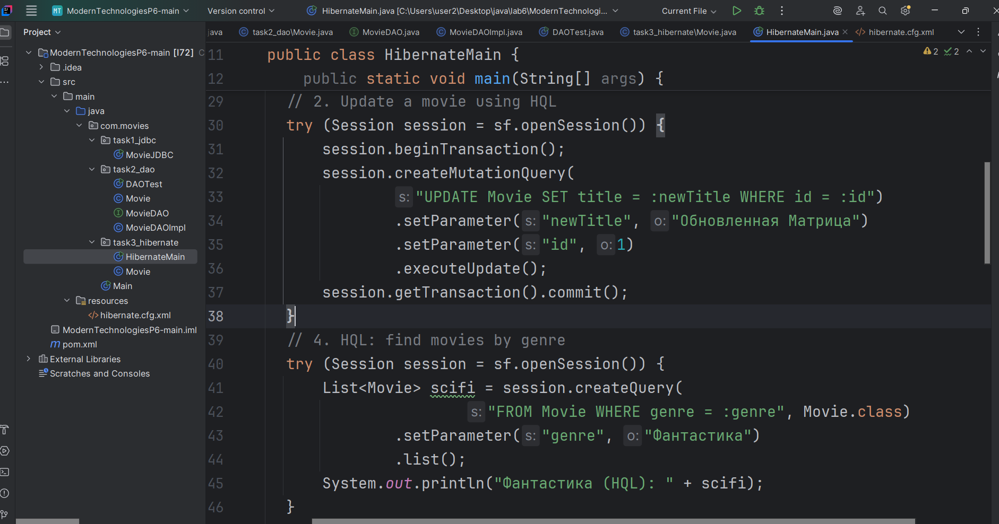 MT ModernTechnologiesP6-main Version control HibernateMain.java [C:\Users\user2\Desktop\java\lab6\ModernTechnologi... Current File
Project
java task2_dao\Movie.java MovieDAO.java MovieDAOImpl.java DAOTest.java task3_hibernate\Movie.java HibernateMain.java hibernate.cfg.xml
ModernTechnologiesP6-main [I72] C
.idea
src
main
java
com.movies
task1_jdbc
MovieJDBC
task2_dao
DAOTest
Movie
MovieDAO
MovieDAOImpl
task3_hibernate
HibernateMain
Movie
Main
resources
hibernate.cfg.xml
ModernTechnologiesP6-main.iml
pom.xml
External Libraries
Scratches and Consoles
2 2
11 public class HibernateMain {
12 public static void main(String[] args) {
29 // 2. Update a movie using HQL
30 try (Session session = sf.openSession()) {
31 session.beginTransaction();
32 session.createMutationQuery(
33 s: "UPDATE Movie SET title = :newTitle WHERE id = :id")
34 .setParameter( s: "newTitle", o: "Обновленная Матрица")
35 .setParameter( s: "id", o: 1)
36 .executeUpdate();
37 session.getTransaction().commit();
38 }
39 // 4. HQL: find movies by genre
40 try (Session session = sf.openSession()) {
41 List<Movie> scifi = session.createQuery(
42 s: "FROM Movie WHERE genre = :genre", Movie.class)
43 .setParameter( s: "genre", o: "Фантастика")
44 .list();
45 System.out.println("Фантастика (HQL): " + scifi);
46 }